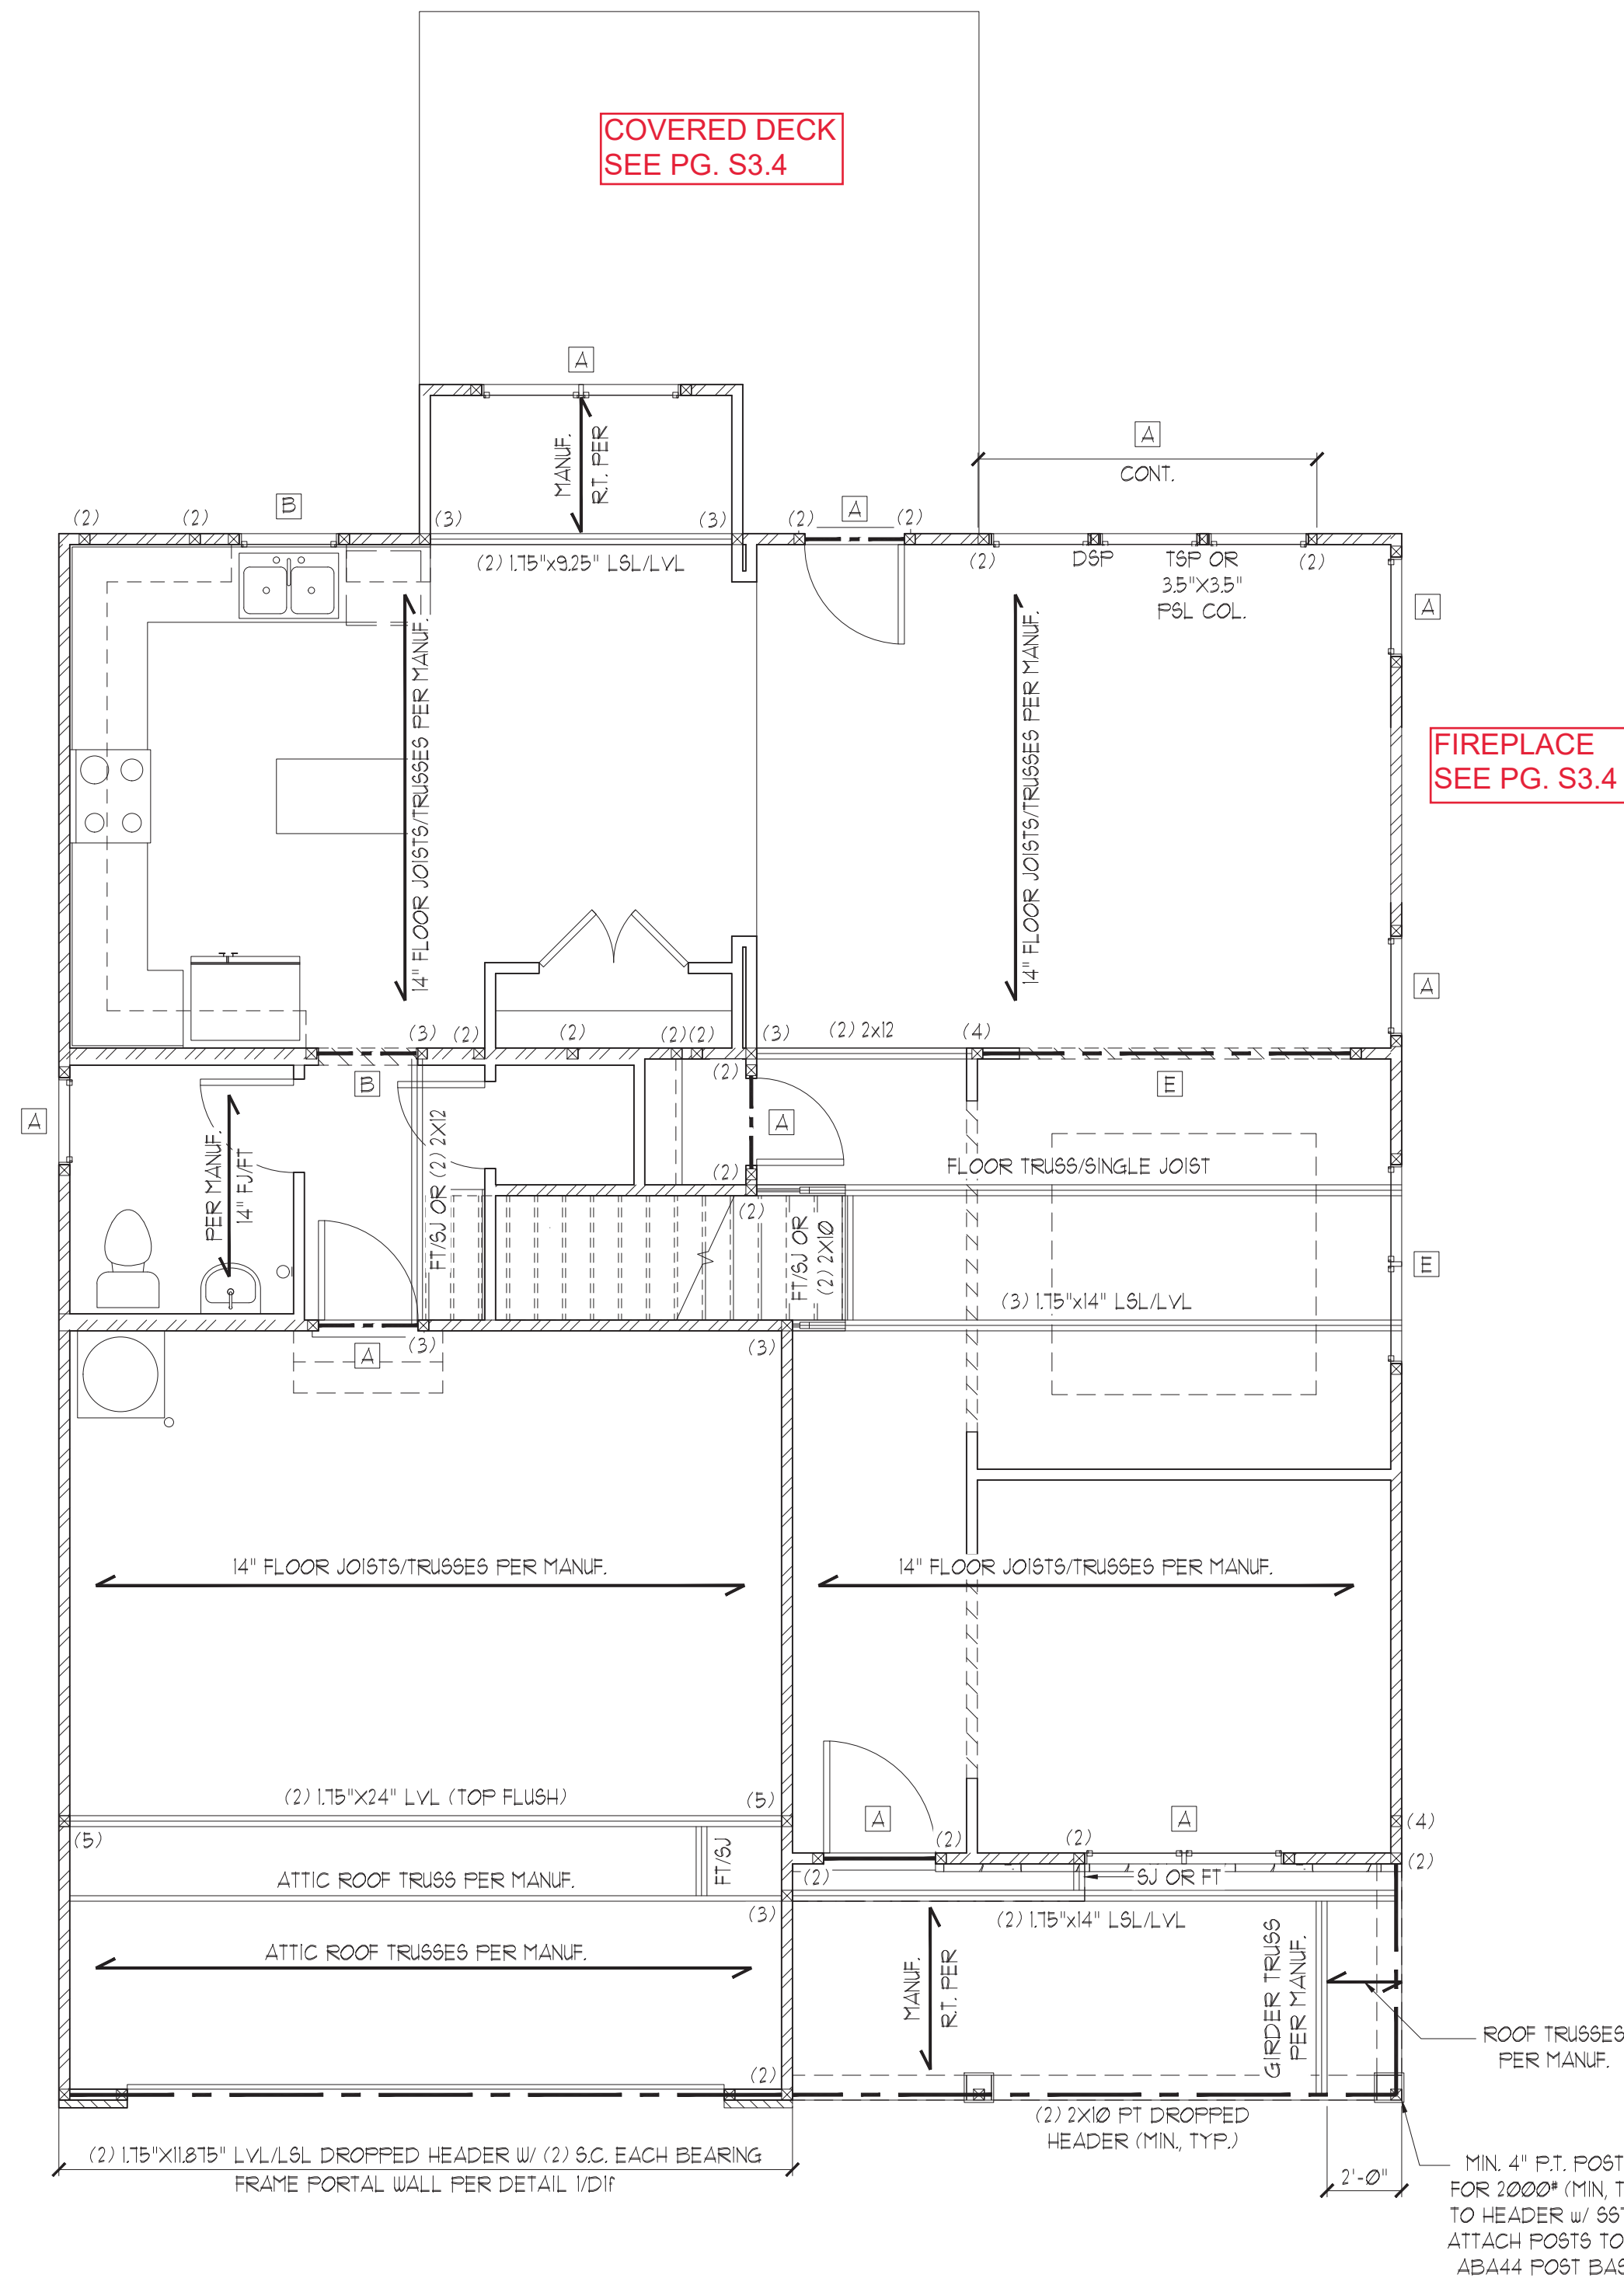 COVERED DECK
SEE PG. S3.4
A
MANUF.
R.T. PER
A
CONT.
(2)
(2)
B
(3)
(3)
(2)
A
(2)
(2) 1.75"x9.25" LSL/LVL
(2)
DSP
TSP OR
3.5"X3.5"
PSL COL.
(2)
A
14" FLOOR JOISTS/TRUSSES PER MANUF.
14" FLOOR JOISTS/TRUSSES PER MANUF.
FIREPLACE
SEE PG. S3.4
A
(3)
(2)
(2)
(2)
(2)
(3)
(2) 2x12
(4)
B
(2)
E
A
A
PER MANUF.
14" FJ/FT
FT/SJ OR (2) 2X12
(2)
FLOOR TRUSS/SINGLE JOIST
(2)
FT/SJ OR
(2) 2X10
E
(3) 1.75"x14" LSL/LVL
A
(3)
(3)
14" FLOOR JOISTS/TRUSSES PER MANUF.
14" FLOOR JOISTS/TRUSSES PER MANUF.
(2) 1.75"X24" LVL (TOP FLUSH)
(5)
(5)
A
(2)
(2)
A
(4)
(2)
FT/SJ
ATTIC ROOF TRUSS PER MANUF.
(2)
SJ OR FT
(3)
(2) 1.75"x14" LSL/LVL
ATTIC ROOF TRUSSES PER MANUF.
MANUF.
R.T. PER
GIRDER TRUSS
PER MANUF.
ROOF TRUSSES
PER MANUF.
(2)
(2) 2X10 PT DROPPED
HEADER (MIN., TYP.)
(2) 1.75"X11.875" LVL/LSL DROPPED HEADER W/ (2) S.C. EACH BEARING
FRAME PORTAL WALL PER DETAIL 1/D1f
2'-0"
MIN. 4" P.T. POST
FOR 2000# (MIN, T
TO HEADER w/ SS
ATTACH POSTS TO
ABA44 POST BAS